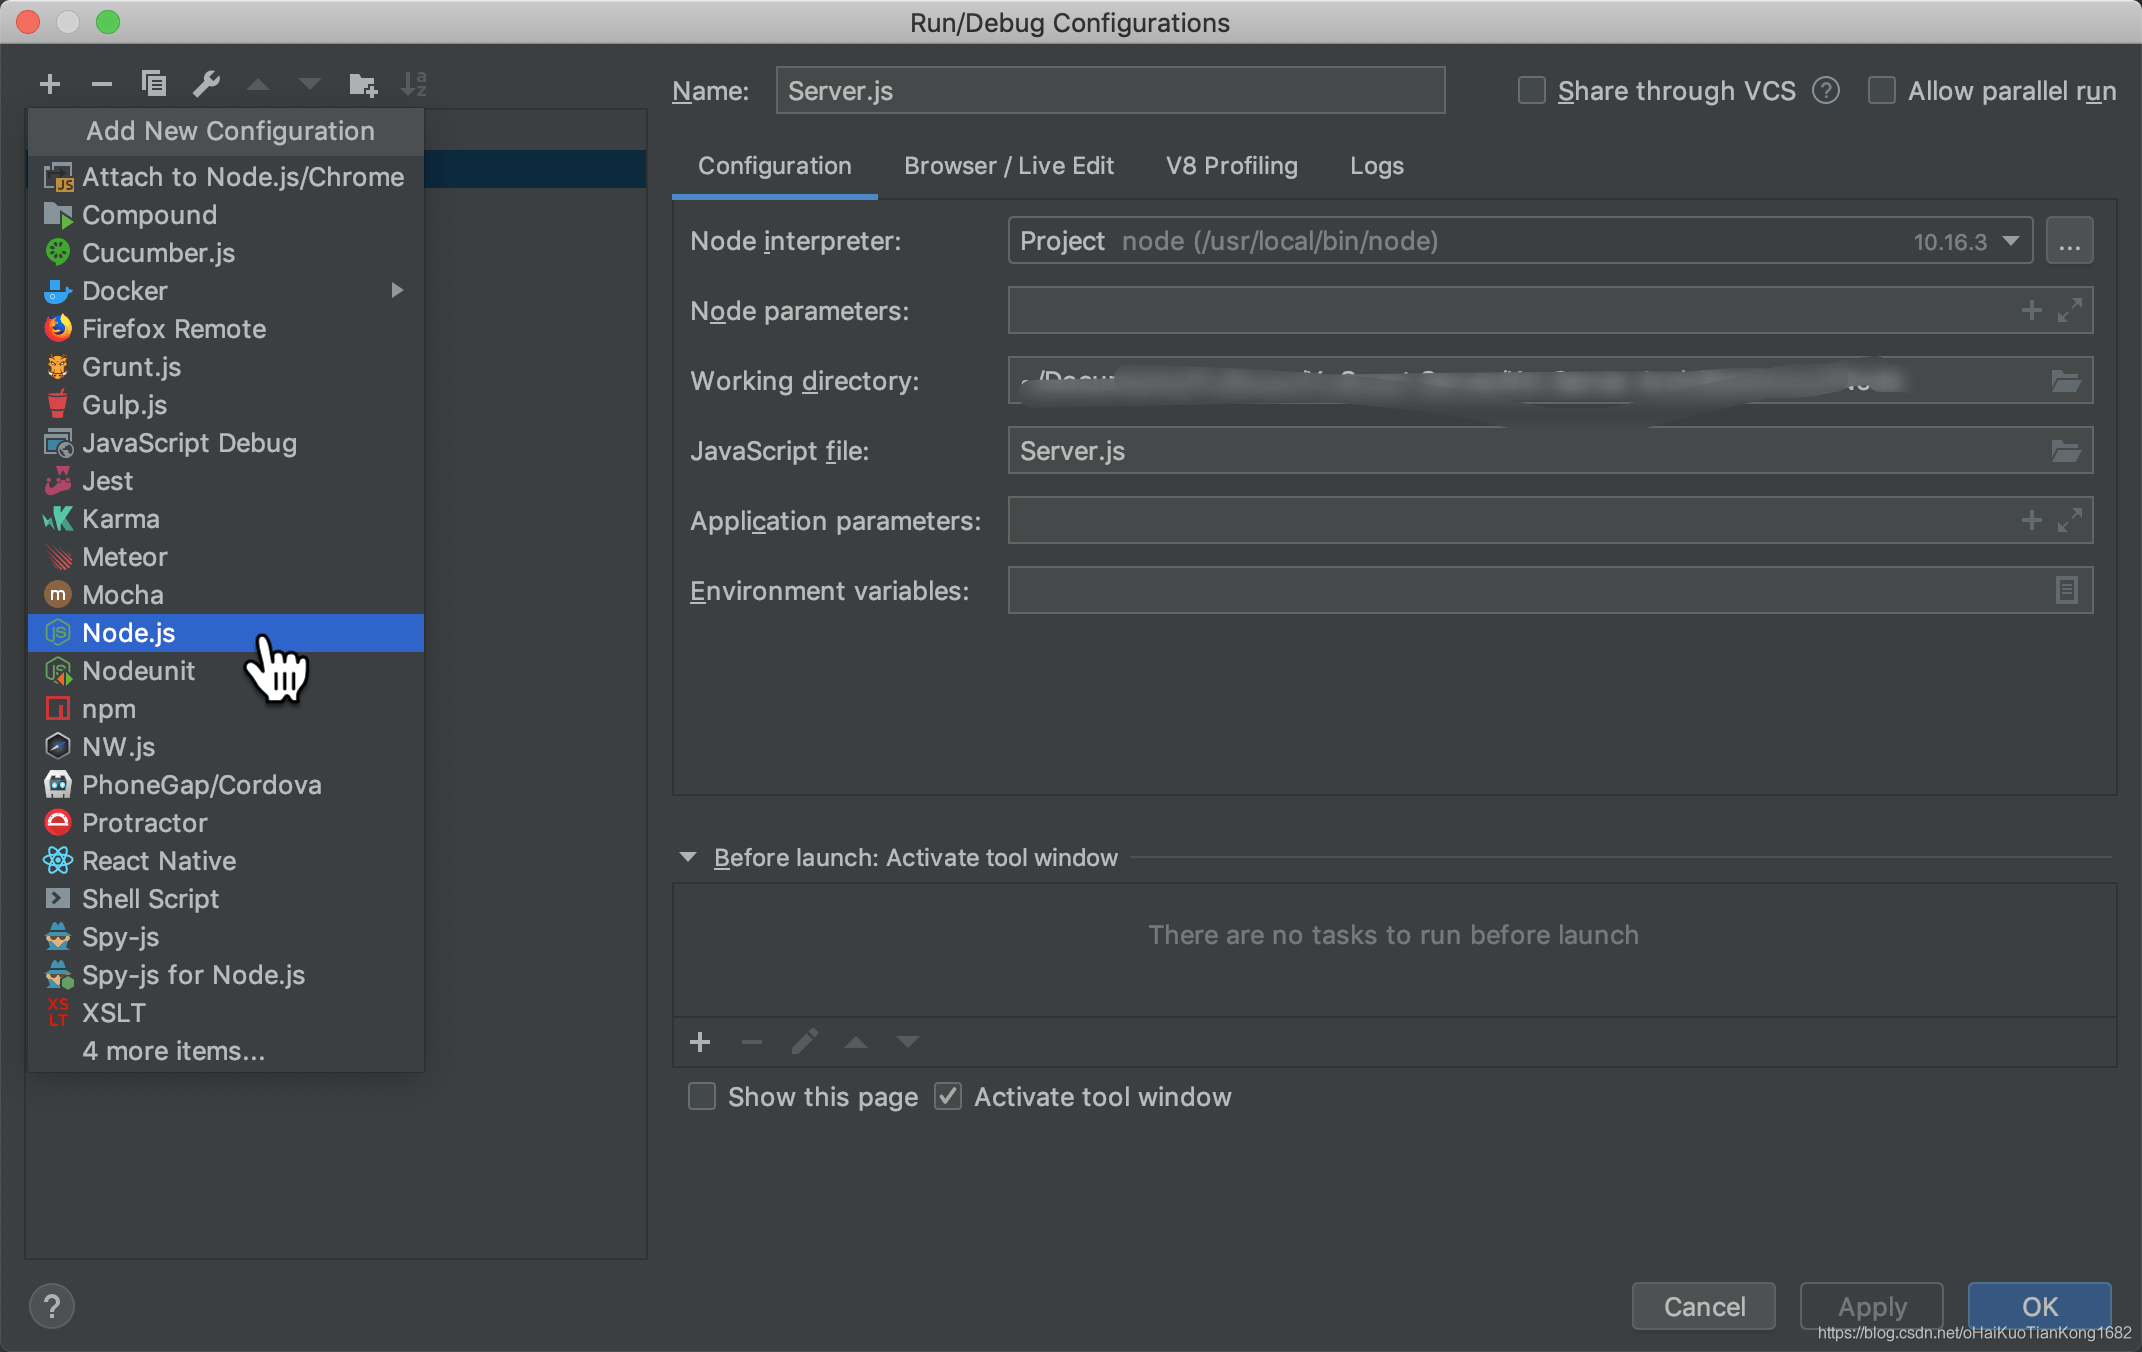 Run/Debug Configurations
Name: Server.js
Share through VCS
Allow parallel run
Add New Configuration
Attach to Node.js/Chrome
Compound
Cucumber.js
Docker
Firefox Remote
Grunt.js
Gulp.js
JavaScript Debug
Jest
Karma
Meteor
Mocha
Node.js
Nodeunit
npm
NW.js
PhoneGap/Cordova
Protractor
React Native
Shell Script
Spy-js
Spy-js for Node.js
XSLT
4 more items...
Configuration
Browser / Live Edit
V8 Profiling
Logs
Node interpreter: Project node (/usr/local/bin/node) 10.16.3 ...
Node parameters:
Working directory:
JavaScript file: Server.js
Application parameters:
Environment variables:
Before launch: Activate tool window
There are no tasks to run before launch
Show this page
Activate tool window
?
Cancel
Apply
OK
https://blog.csdn.net/oHaiKuoTianKong1682